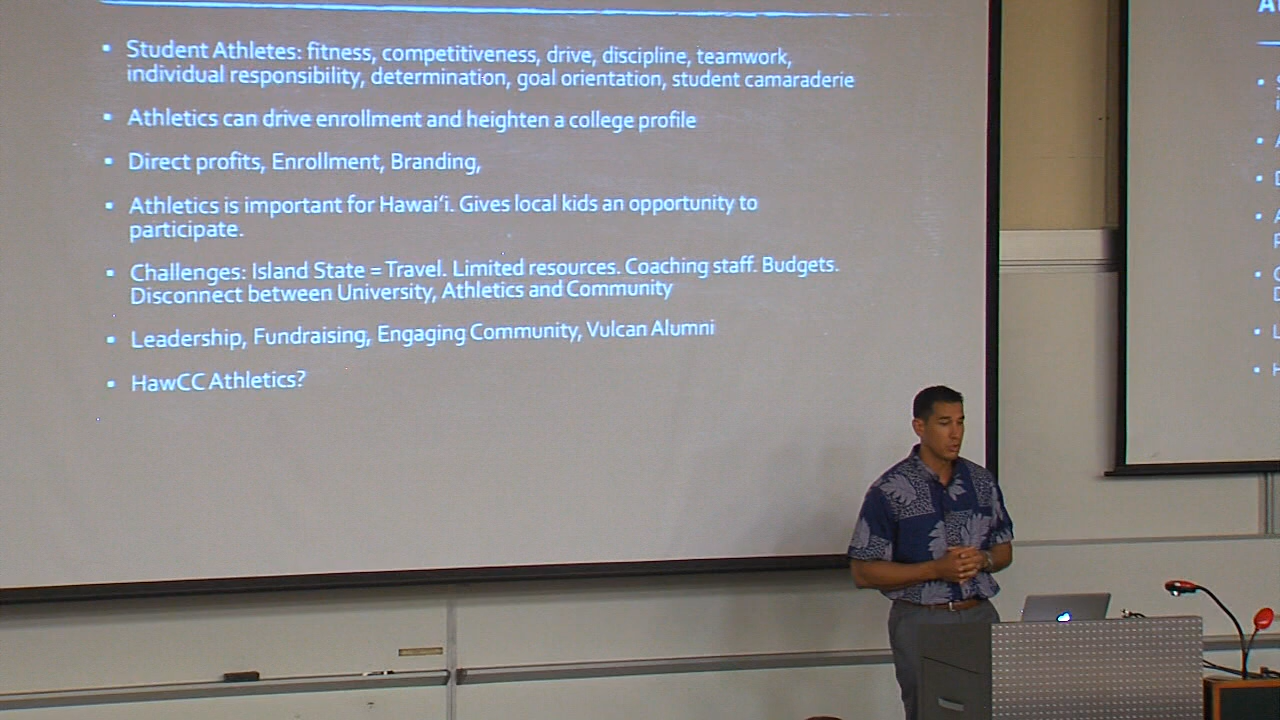 ▪ Student Athletes: fitness, competitiveness, drive, discipline, teamwork,
individual responsibility, determination, goal orientation, student camaraderie
▪ Athletics can drive enrollment and heighten a college profile
▪ Direct profits, Enrollment, Branding,
▪ Athletics is important for Hawai‘i. Gives local kids an opportunity to
participate.
▪ Challenges: Island State = Travel. Limited resources. Coaching staff. Budgets.
Disconnect between University, Athletics and Community
▪ Leadership, Fundraising, Engaging Community, Vulcan Alumni
▪ HawCC Athletics?